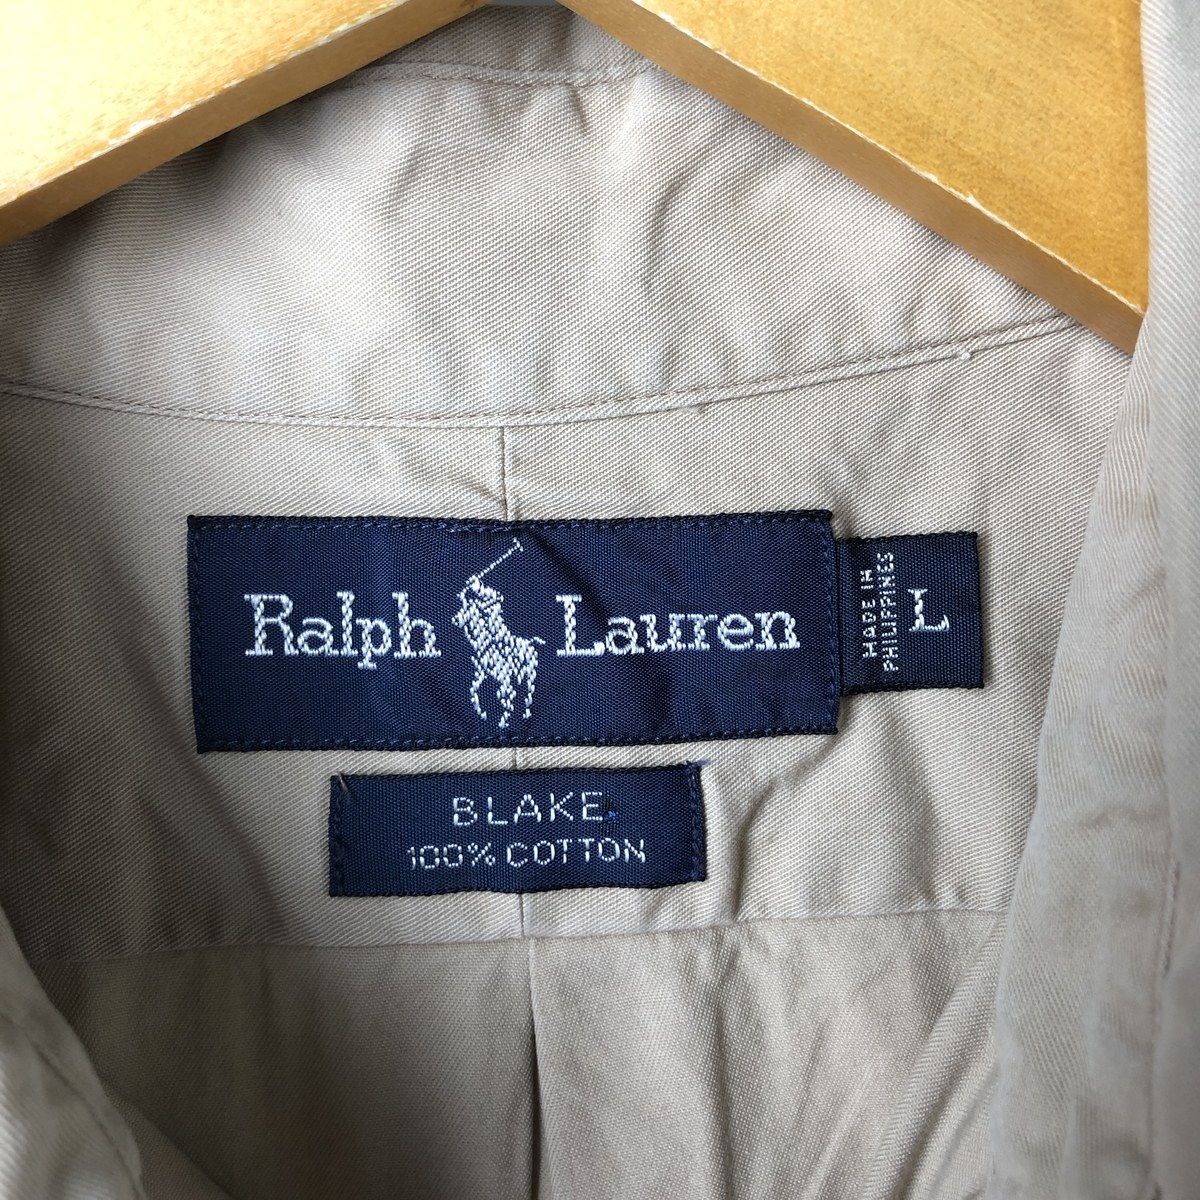 Ralph Lauren
MADE IN
PHILIPPINES
L
BLAKE
100% COTTON